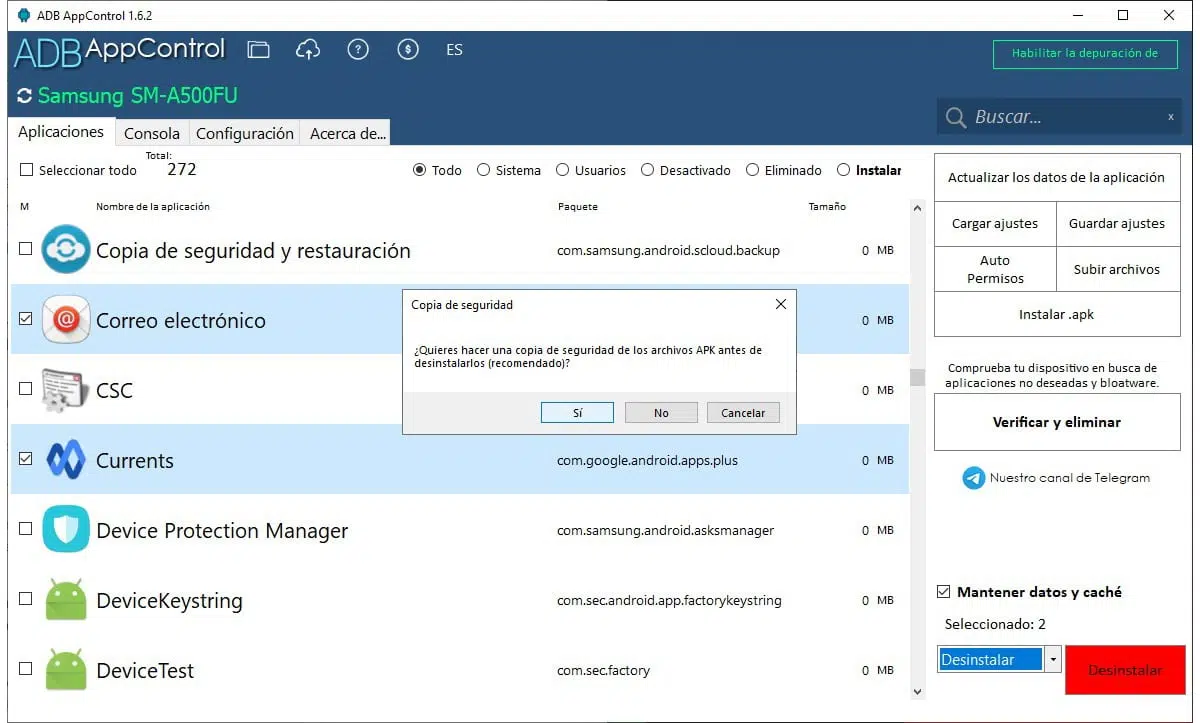 ADB AppControl 1.6.2
ADB AppControl
ES
Habilitar la depuración de
Samsung SM-A500FU
Buscar...
x
Aplicaciones
Consola
Configuración
Acerca de...
Seleccionar todo
Total:
272
Todo
Sistema
Usuarios
Desactivado
Eliminado
Instalar
M
Nombre de la aplicación
Paquete
Tamaño
Copia de seguridad y restauración
com.samsung.android.scloud.backup
0 MB
Correo electrónico
0 MB
CSC
0 MB
Currents
com.google.android.apps.plus
0 MB
Device Protection Manager
com.samsung.android.asksmanager
0 MB
DeviceKeystring
com.sec.android.app.factorykeystring
0 MB
DeviceTest
com.sec.factory
0 MB
Copia de seguridad
¿Quieres hacer una copia de seguridad de los archivos APK antes de
desinstalarlos (recomendado)?
Sí
No
Cancelar
Actualizar los datos de la aplicación
Cargar ajustes
Guardar ajustes
Auto
Permisos
Subir archivos
Instalar .apk
Comprueba tu dispositivo en busca de
aplicaciones no deseadas y bloatware.
Verificar y eliminar
Nuestro canal de Telegram
Mantener datos y caché
Seleccionado: 2
Desinstalar
Desinstalar